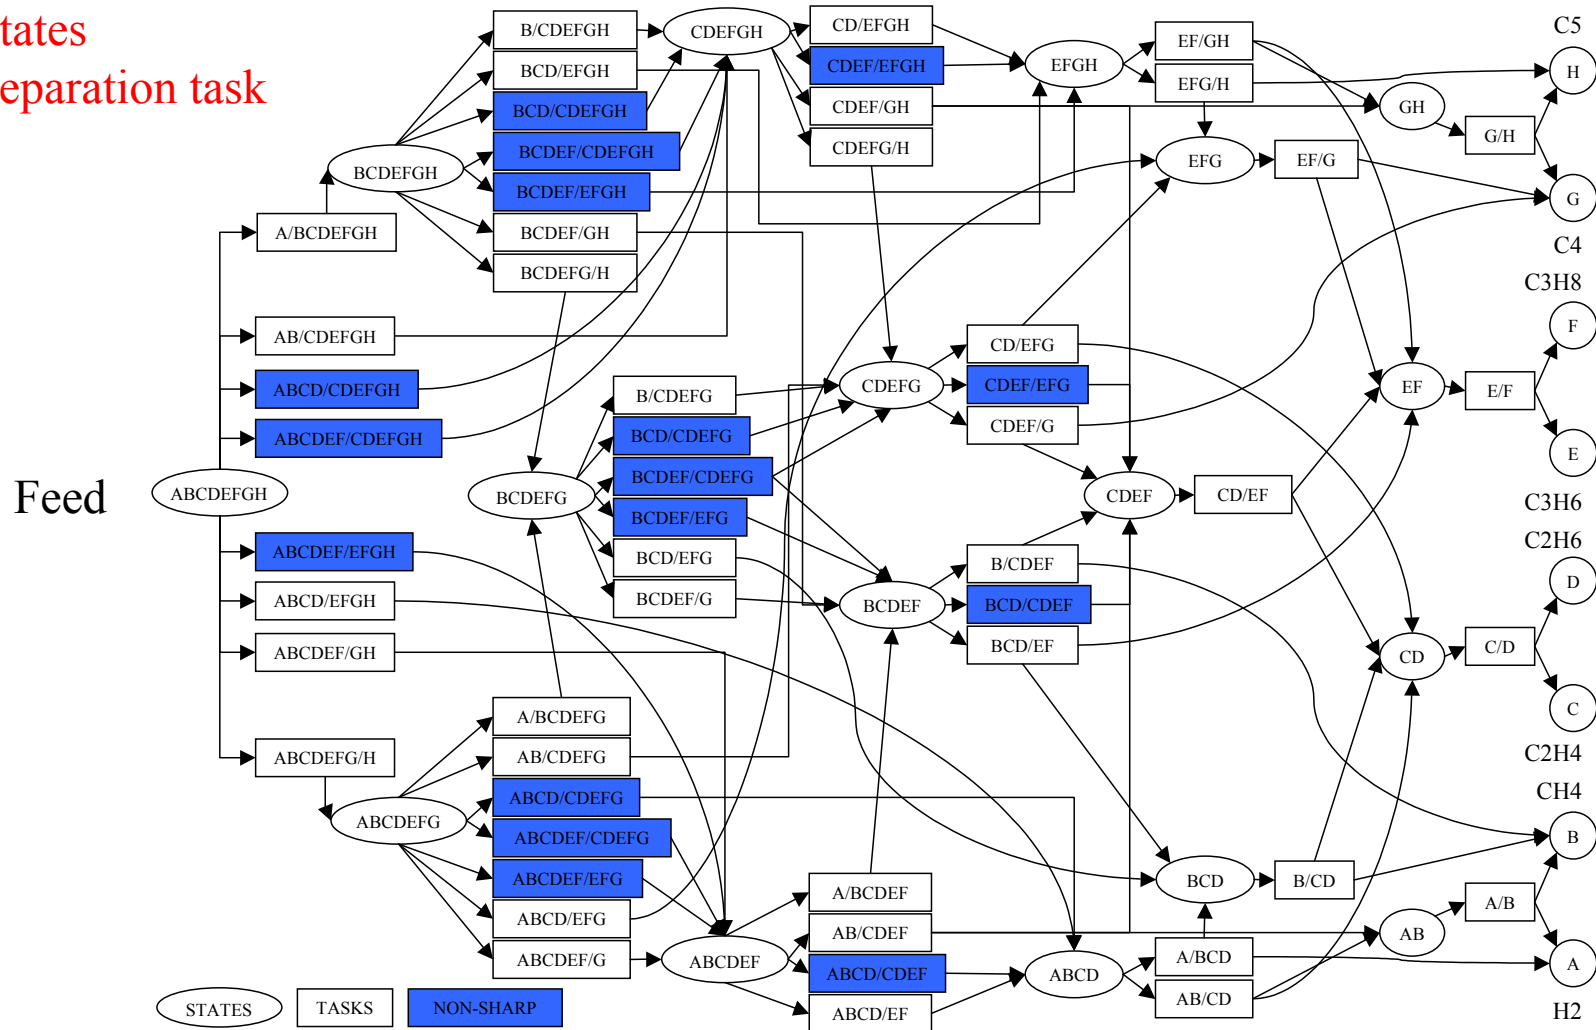 tates
eparation task
Feed
ABCDEFGH
A/BCDEFGH
AB/CDEFGH
ABCD/CDEFGH
ABCDEF/CDEFGH
ABCDEF/EFGH
ABCD/EFGH
ABCDEF/GH
ABCDEFG/H
BCDEFGH
ABCDEFG
B/CDEFGH
BCD/EFGH
BCD/CDEFGH
BCDEF/CDEFGH
BCDEF/EFGH
BCDEF/GH
BCDEFG/H
BCDEFG
A/BCDEFG
AB/CDEFG
ABCD/CDEFG
ABCDEF/CDEFG
ABCDEF/EFG
ABCD/EFG
ABCDEF/G
B/CDEFG
BCD/CDEFG
BCDEF/CDEFG
BCDEF/EFG
BCD/EFG
BCDEF/G
CDEFGH
ABCDEF
CD/EFGH
CDEF/EFGH
CDEF/GH
CDEFG/H
CDEFG
BCDEF
A/BCDEF
AB/CDEF
ABCD/CDEF
ABCD/EF
CD/EFG
CDEF/EFG
CDEF/G
B/CDEF
BCD/CDEF
BCD/EF
EFGH
CDEF
ABCD
EF/GH
EFG/H
EFG
CD/EF
BCD
A/BCD
AB/CD
EF/G
B/CD
GH
EF
CD
AB
G/H
E/F
C/D
A/B
C5
H
G
C4
C3H8
F
E
C3H6
C2H6
D
C
C2H4
CH4
B
A
H2
STATES
TASKS
NON-SHARP